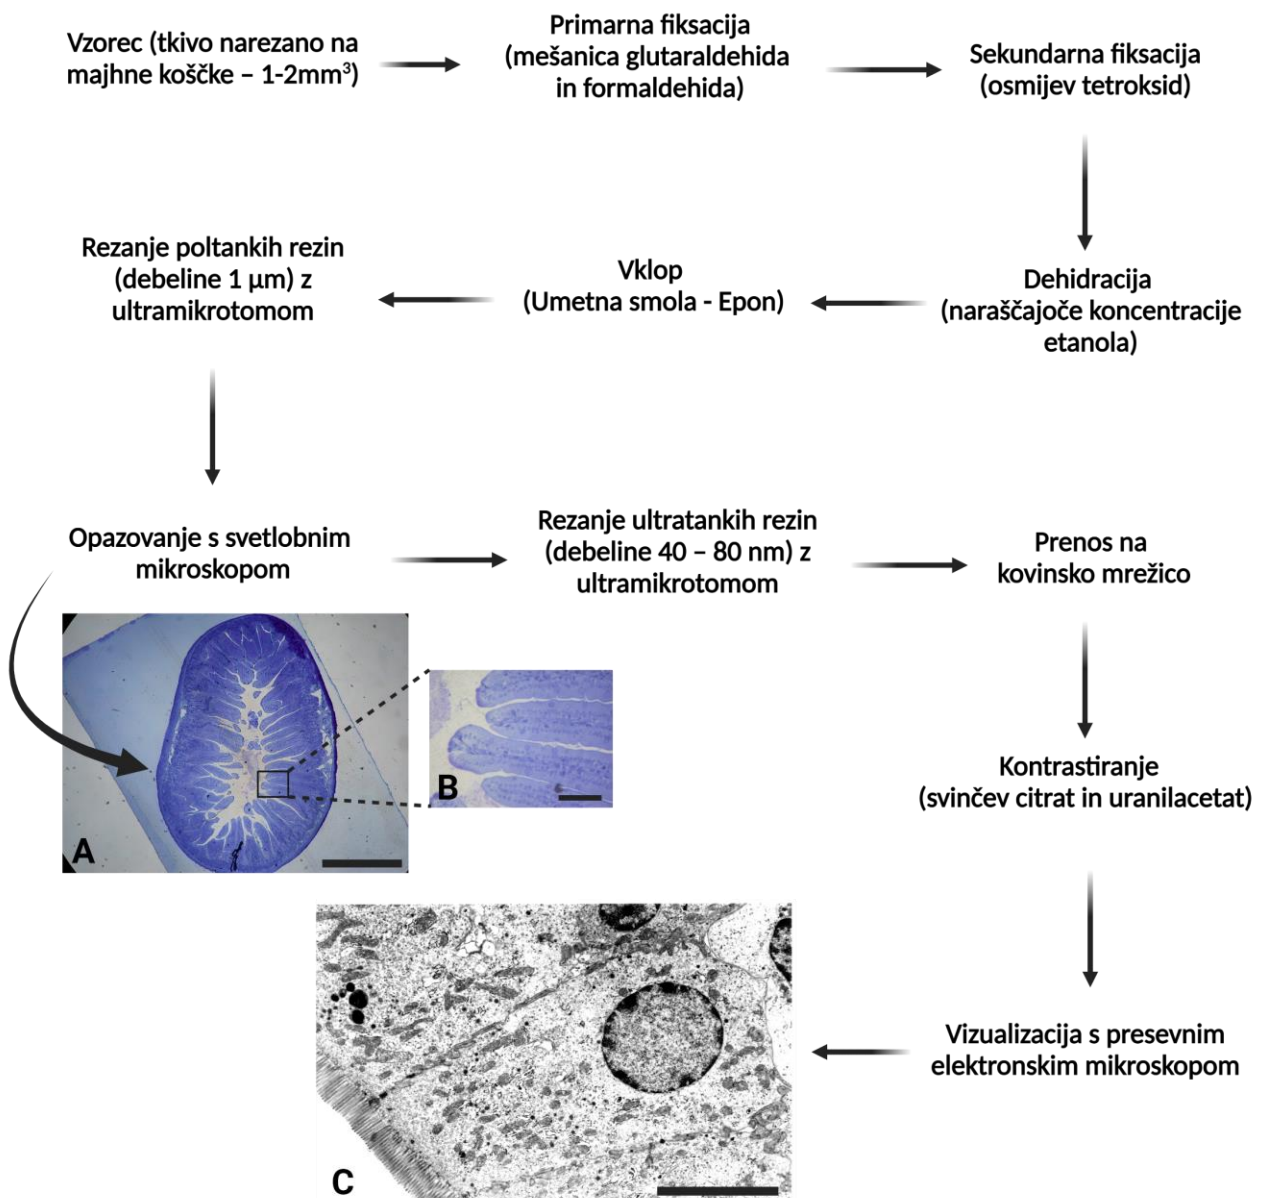 Vzorec (tkivo narezano na
majhne koščke – 1-2mm³)
Primarna fiksacija
(mešanica glutaraldehida
in formaldehida)
Sekundarna fiksacija
(osmijev tetroksid)
Rezanje poltankih rezin
(debeline 1 µm) z
ultramikrotomom
Vklop
(Umetna smola - Epon)
Dehidracija
(naraščajoče koncentracije
etanola)
Opazovanje s svetlobnim
mikroskopom
Rezanje ultratankih rezin
(debeline 40 – 80 nm) z
ultramikrotomom
Prenos na
kovinsko mrežico
A
B
Kontrastiranje
(svinčev citrat in uranilacetat)
Vizualizacija s presevnim
elektronskim mikroskopom
C